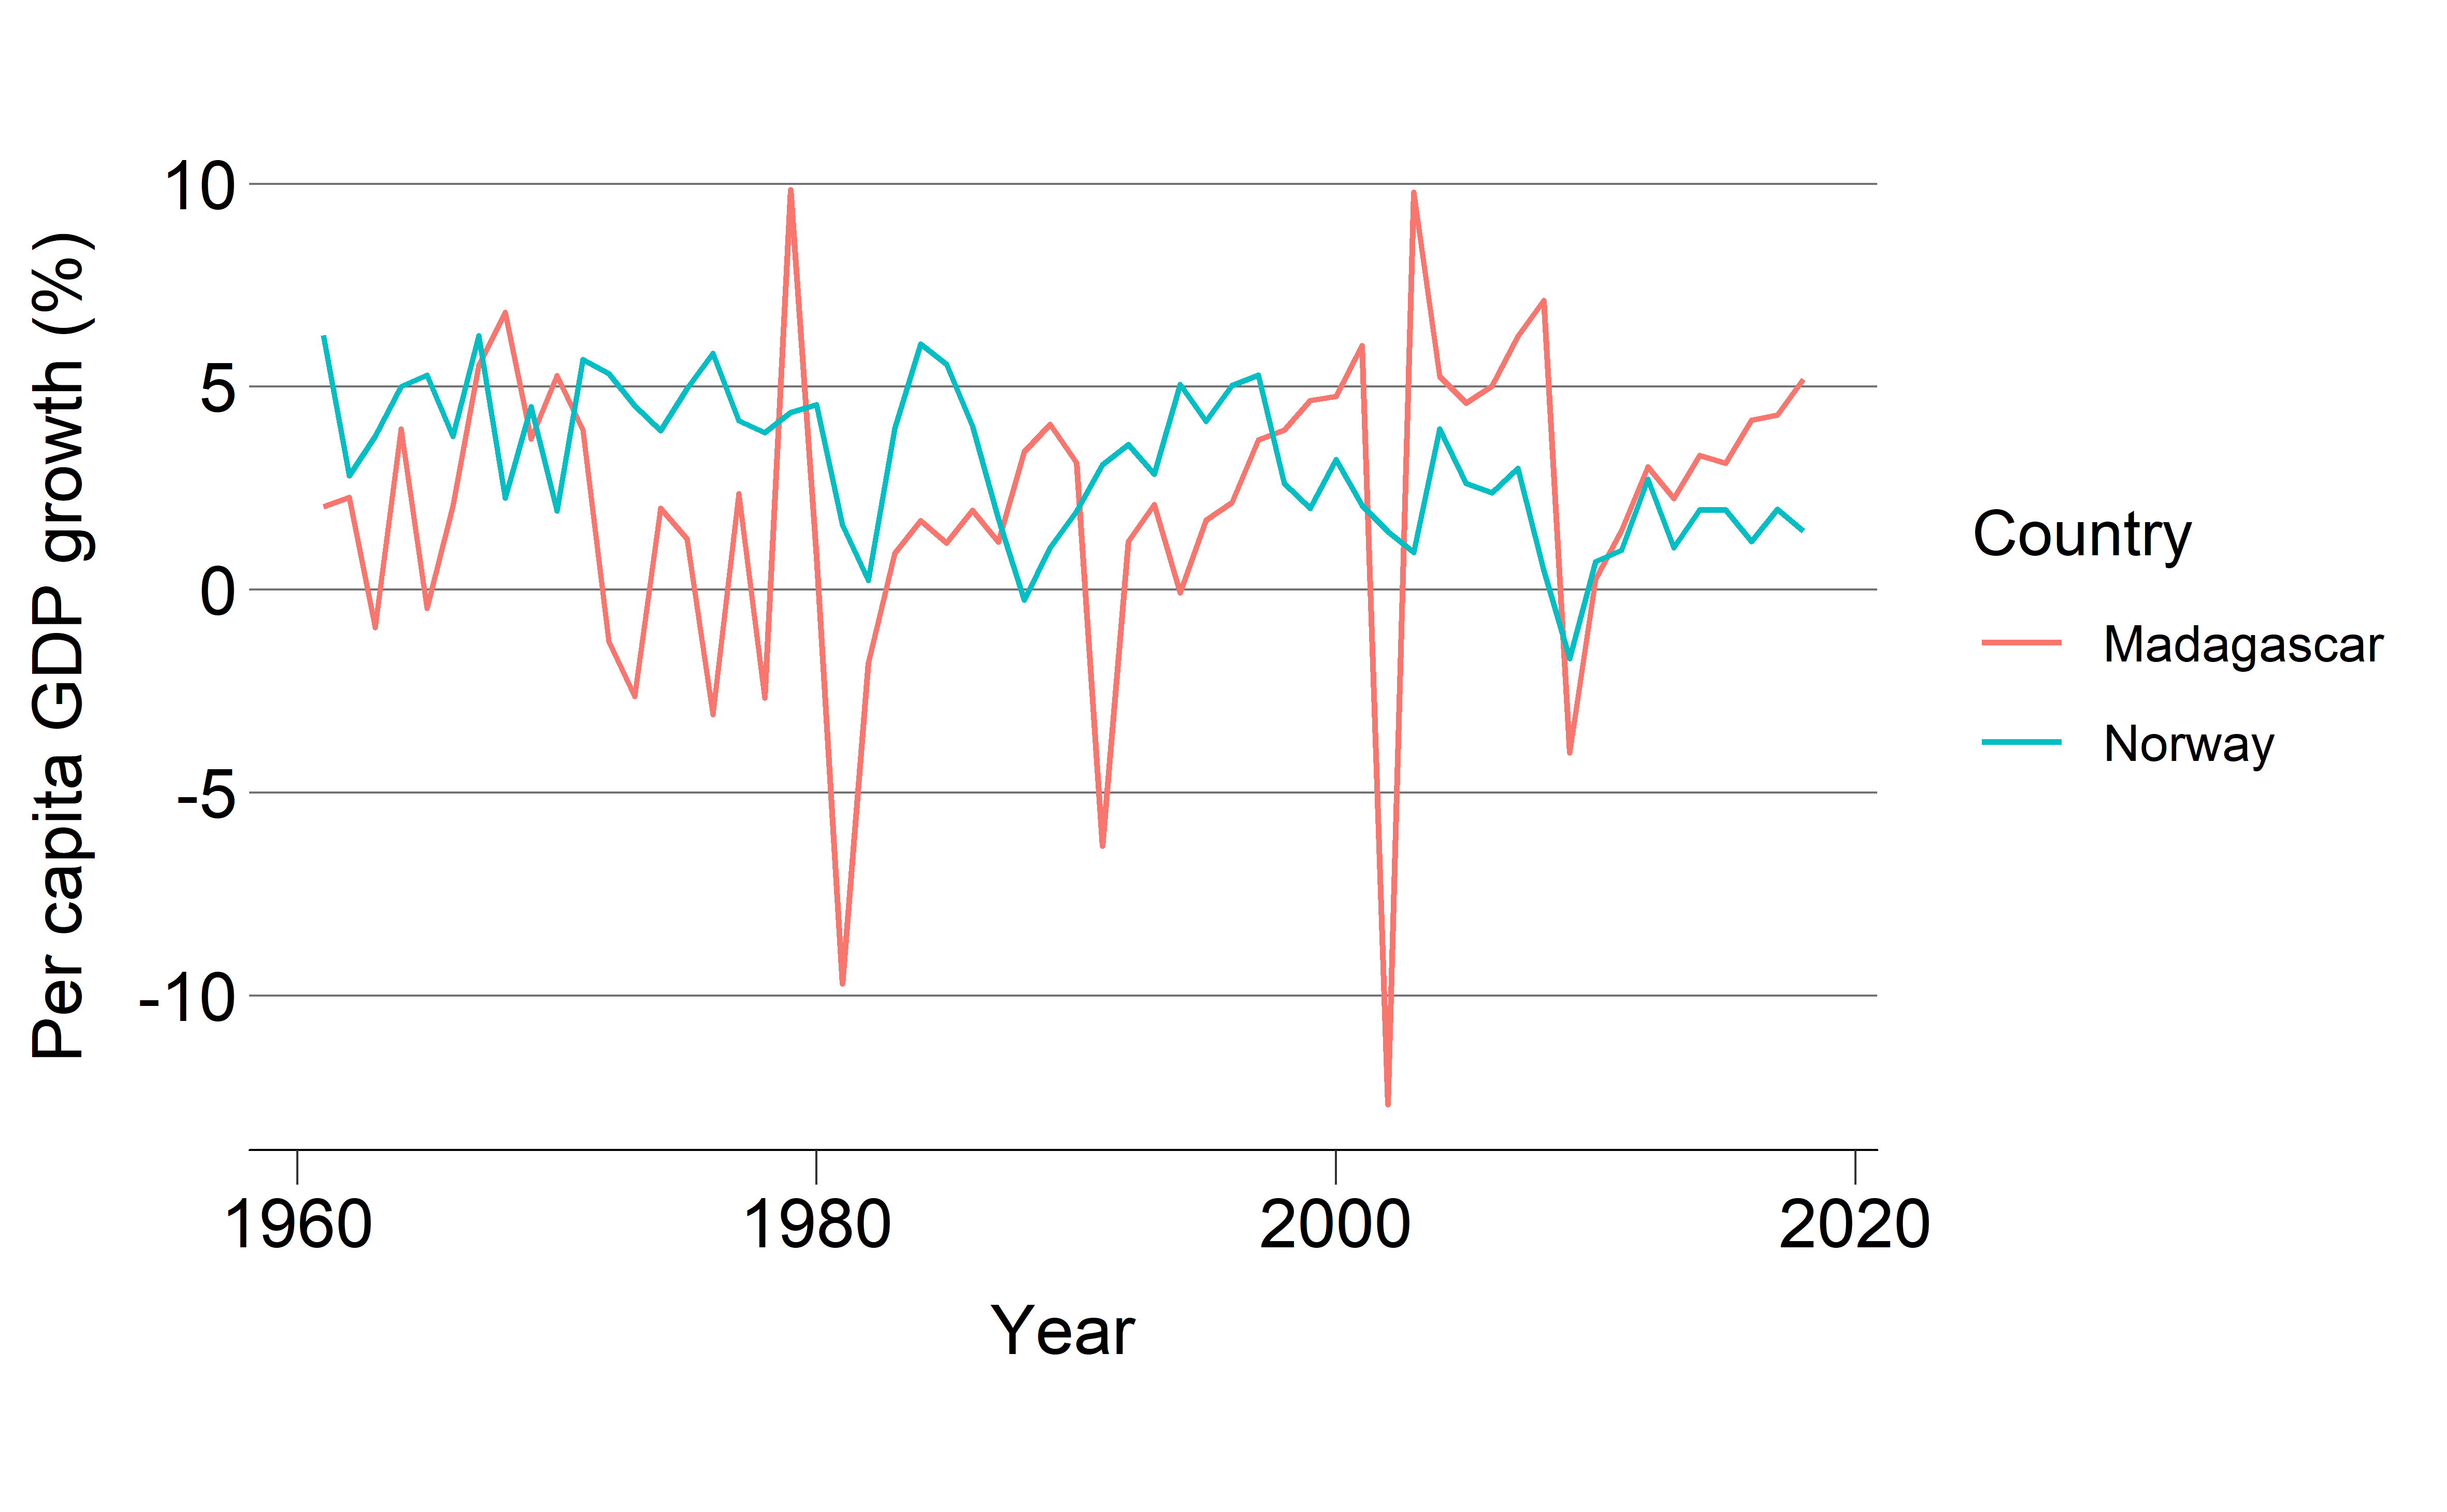 Per capita GDP growth (%)
10
5
0
-5
-10
1960
1980
2000
2020
Year
Country
Madagascar
Norway